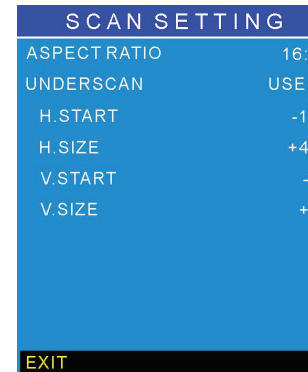 SCAN SETTING
ASPECT RATIO 16:
UNDERSCAN USE
H.START -1
H.SIZE +4
V.START -
V.SIZE +
EXIT